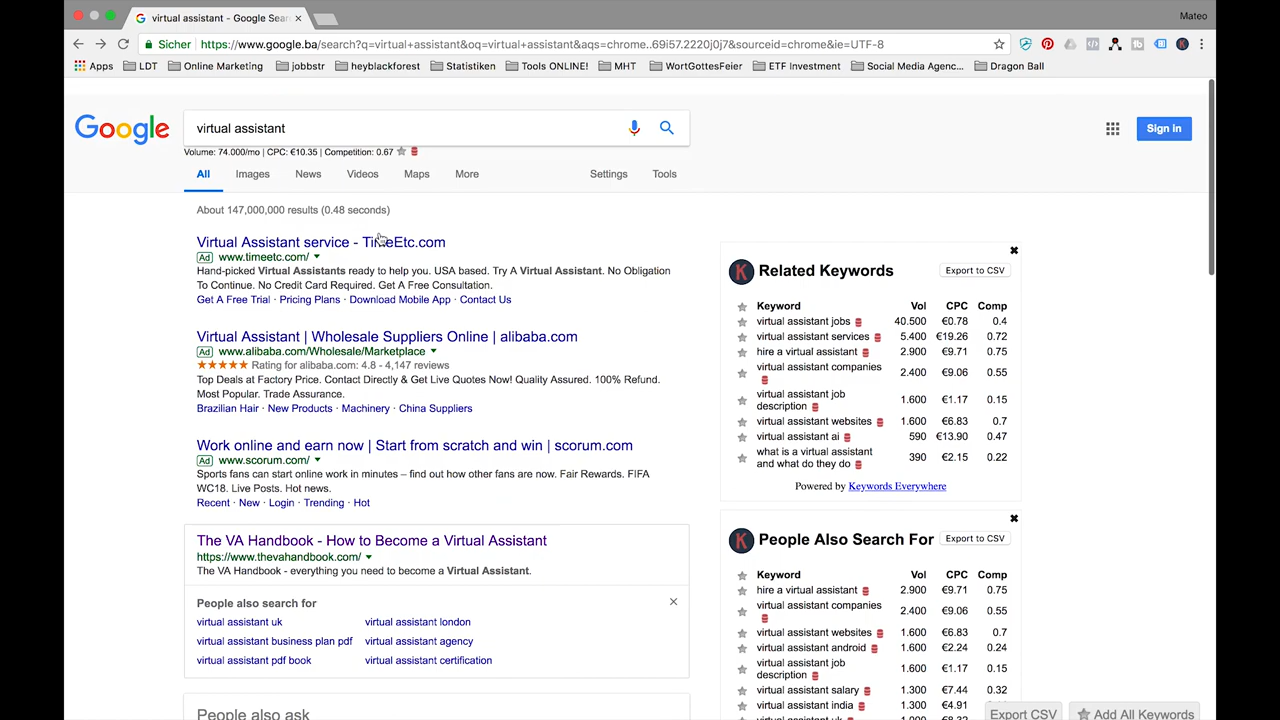 virtual assistant - Google Sear
Mateo
Sicher
https://www.google.ba/search?q=virtual+assistant&oq=virtual+assistant&aqs=chrome..69i57.2220j0j7&sourceid=chrome&ie=UTF-8
Apps LDT Online Marketing jobbstr heyblackforest Statistiken Tools ONLINE! MHT WortGottesFeier ETF Investment Social Media Agenc... Dragon Ball
Google
virtual assistant
Sign in
Volume: 74.000/mo | CPC: €10.35 | Competition: 0.67
All Images News Videos Maps More Settings Tools
About 147,000,000 results (0.48 seconds)
Virtual Assistant service - TimeEtc.com
Ad www.timeetc.com/
Hand-picked Virtual Assistants ready to help you. USA based. Try A Virtual Assistant. No Obligation
To Continue. No Credit Card Required. Get A Free Consultation.
Get A Free Trial · Pricing Plans · Download Mobile App · Contact Us
Virtual Assistant | Wholesale Suppliers Online | alibaba.com
Ad www.alibaba.com/Wholesale/Marketplace
Rating for alibaba.com: 4.8 - 4,147 reviews
Top Deals at Factory Price. Contact Directly & Get Live Quotes Now! Quality Assured. 100% Refund.
Most Popular. Trade Assurance.
Brazilian Hair · New Products · Machinery · China Suppliers
Work online and earn now | Start from scratch and win | scorum.com
Ad www.scorum.com/
Sports fans can start online work in minutes – find out how other fans are now. Fair Rewards. FIFA
WC18. Live Posts. Hot news.
Recent · New · Login · Trending · Hot
The VA Handbook - How to Become a Virtual Assistant
https://www.thevahandbook.com/
The VA Handbook - everything you need to become a Virtual Assistant.
People also search for
virtual assistant uk virtual assistant london
virtual assistant business plan pdf virtual assistant agency
virtual assistant pdf book virtual assistant certification
People also ask
K Related Keywords Export to CSV
Keyword Vol CPC Comp
virtual assistant jobs 40.500 €0.78 0.4
virtual assistant services 5.400 €19.26 0.72
hire a virtual assistant 2.900 €9.71 0.75
virtual assistant companies 2.400 €9.06 0.55
virtual assistant job
description 1.600 €1.17 0.15
virtual assistant websites 1.600 €6.83 0.7
virtual assistant ai 590 €13.90 0.47
what is a virtual assistant
and what do they do 390 €2.15 0.22
Powered by Keywords Everywhere
K People Also Search For Export to CSV
Keyword Vol CPC Comp
hire a virtual assistant 2.900 €9.71 0.75
virtual assistant companies 2.400 €9.06 0.55
virtual assistant websites 1.600 €6.83 0.7
virtual assistant android 1.600 €2.24 0.24
virtual assistant job
description 1.600 €1.17 0.15
virtual assistant salary 1.300 €7.44 0.32
virtual assistant india 1.300 €4.91 0.74
Export CSV Add All Keywords